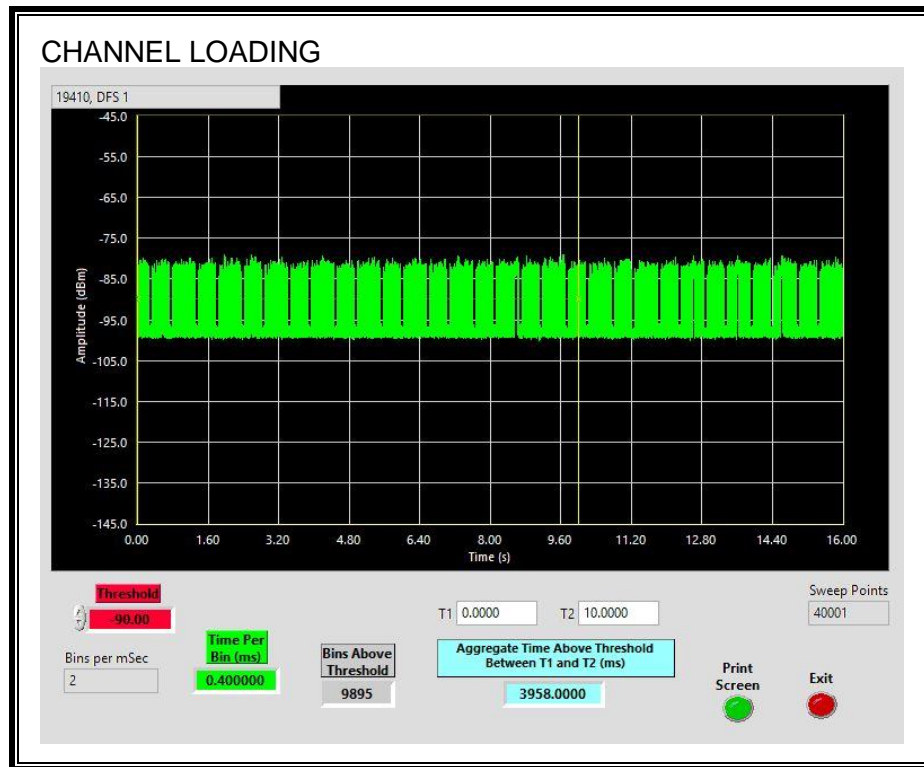 CHANNEL LOADING
19410, DFS 1
-45.0
-55.0
-65.0
-75.0
-85.0
-95.0
-105.0
-115.0
-125.0
-135.0
-145.0
Amplitude (dBm)
0.00 1.60 3.20 4.80 6.40 8.00 9.60 11.20 12.80 14.40 16.00
Time (s)
Threshold
-90.00
Bins per mSec
2
Time Per
Bin (ms)
0.400000
Bins Above
Threshold
9895
T1 0.0000 T2 10.0000
Aggregate Time Above Threshold
Between T1 and T2 (ms)
3958.0000
Sweep Points
40001
Print
Screen
Exit